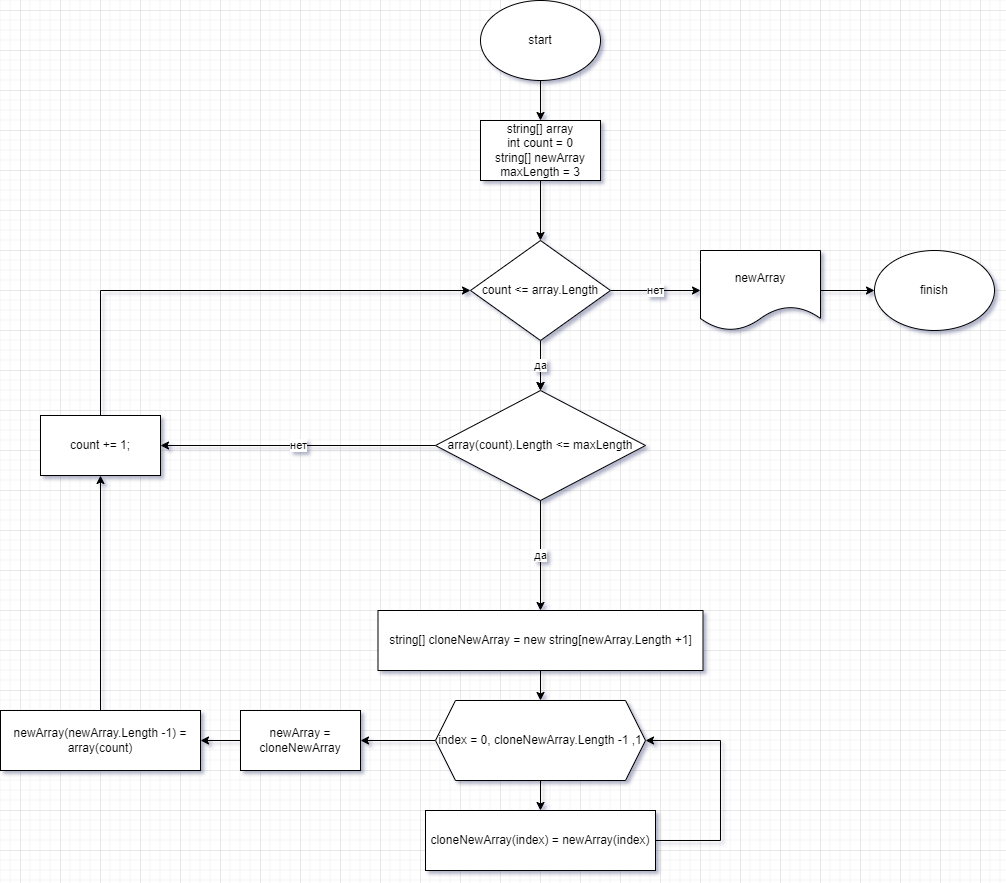 start
string[] array
int count = 0
string[] newArray
maxLength = 3
count <= array.Length
нет
newArray
finish
да
array(count).Length <= maxLength
нет
count += 1;
да
string[] cloneNewArray = new string[newArray.Length +1]
index = 0, cloneNewArray.Length -1 ,1
newArray =
cloneNewArray
newArray(newArray.Length -1) =
array(count)
cloneNewArray(index) = newArray(index)